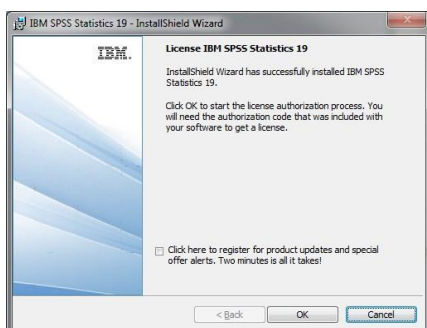 IBM SPSS Statistics 19 - InstallShield Wizard
IBM.
License IBM SPSS Statistics 19
InstallShield Wizard has successfully installed IBM SPSS
Statistics 19.
Click OK to start the license authorization process. You
will need the authorization code that was included with
your software to get a license.
Click here to register for product updates and special
offer alerts. Two minutes is all it takes!
< Back
OK
Cancel